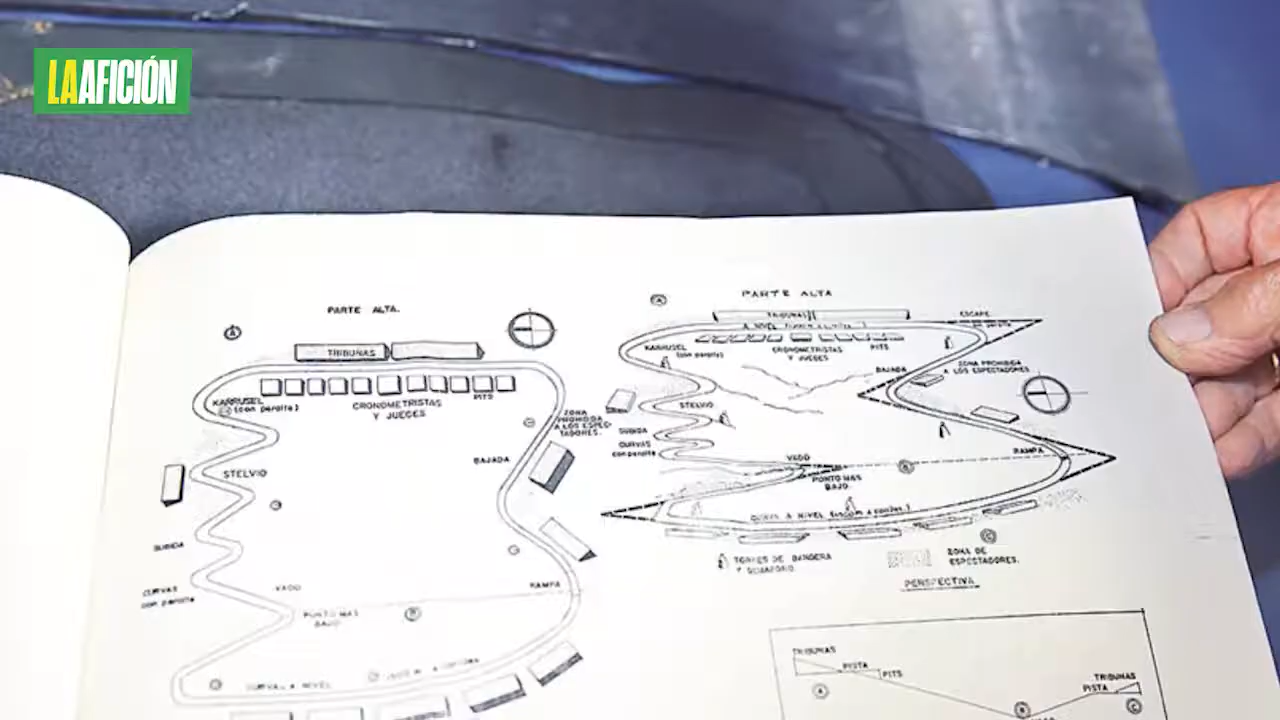 LAAFICIÓN
PARTE ALTA.
A
TRIBUNAS
KARRUSEL
(con peralte)
CRONOMETRISTAS
Y JUECES
PITS
ZONA
PROHIBIDA
A LOS ESPEC-
TADORES.
BAJADA
STELVIO
SUBIDA
CURVAS
con peralte
VADO
PUNTO MAS
BAJO
RAMPA
CURVA A NIVEL
PARTE ALTA
A
TRIBUNAS
A NIVEL
ESCAPE
KARRUSEL
(con peralte)
CRONOMETRISTAS
Y JUECES
PITS
BAJADA
ZONA PROHIBIDA
A LOS ESPECTADORES
STELVIO
SUBIDA
CURVAS
con peralte
VADO
PUNTO MAS
BAJO
RAMPA
CURVA A NIVEL
TORRES DE BANDERA
Y SEMAFORO
ZONA DE
ESPECTADORES.
PERSPECTIVA
TRIBUNAS
PISTA
PITS
A
TRIBUNAS
PISTA